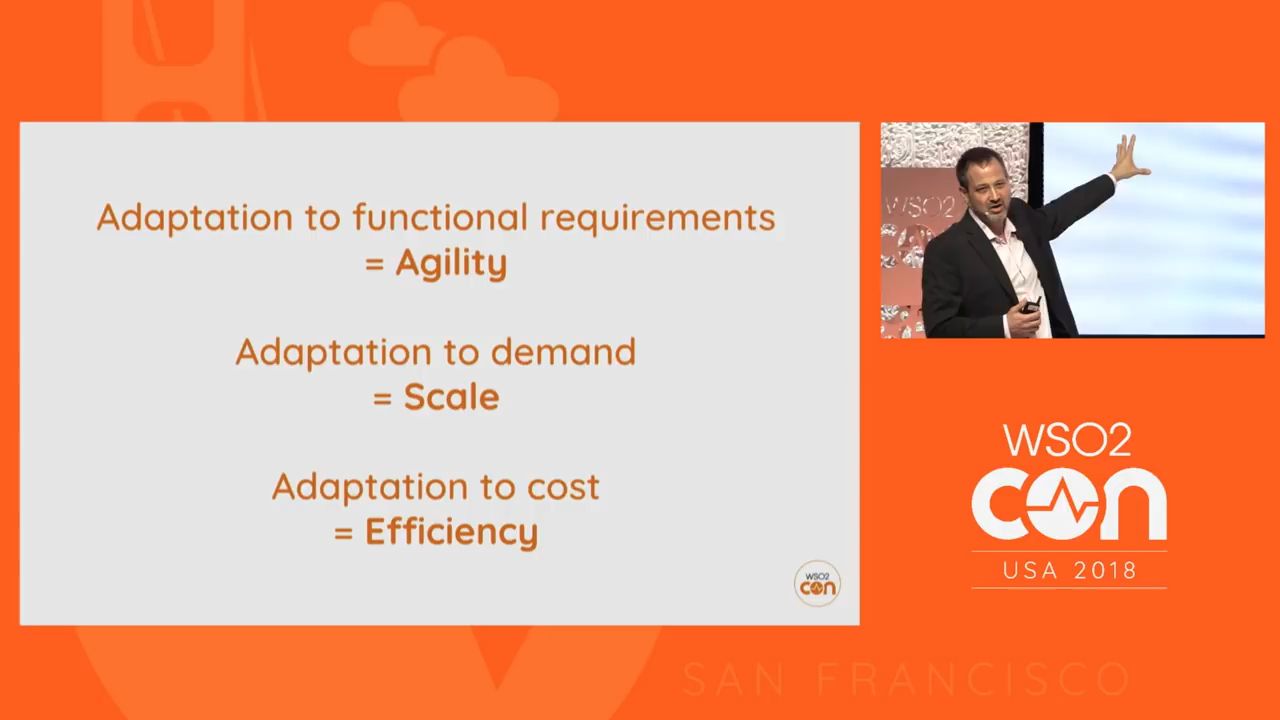 Adaptation to functional requirements
= Agility
Adaptation to demand
= Scale
Adaptation to cost
= Efficiency
WSO2
con
WSO2
WSO2
con
USA 2018
SAN FRANCISCO